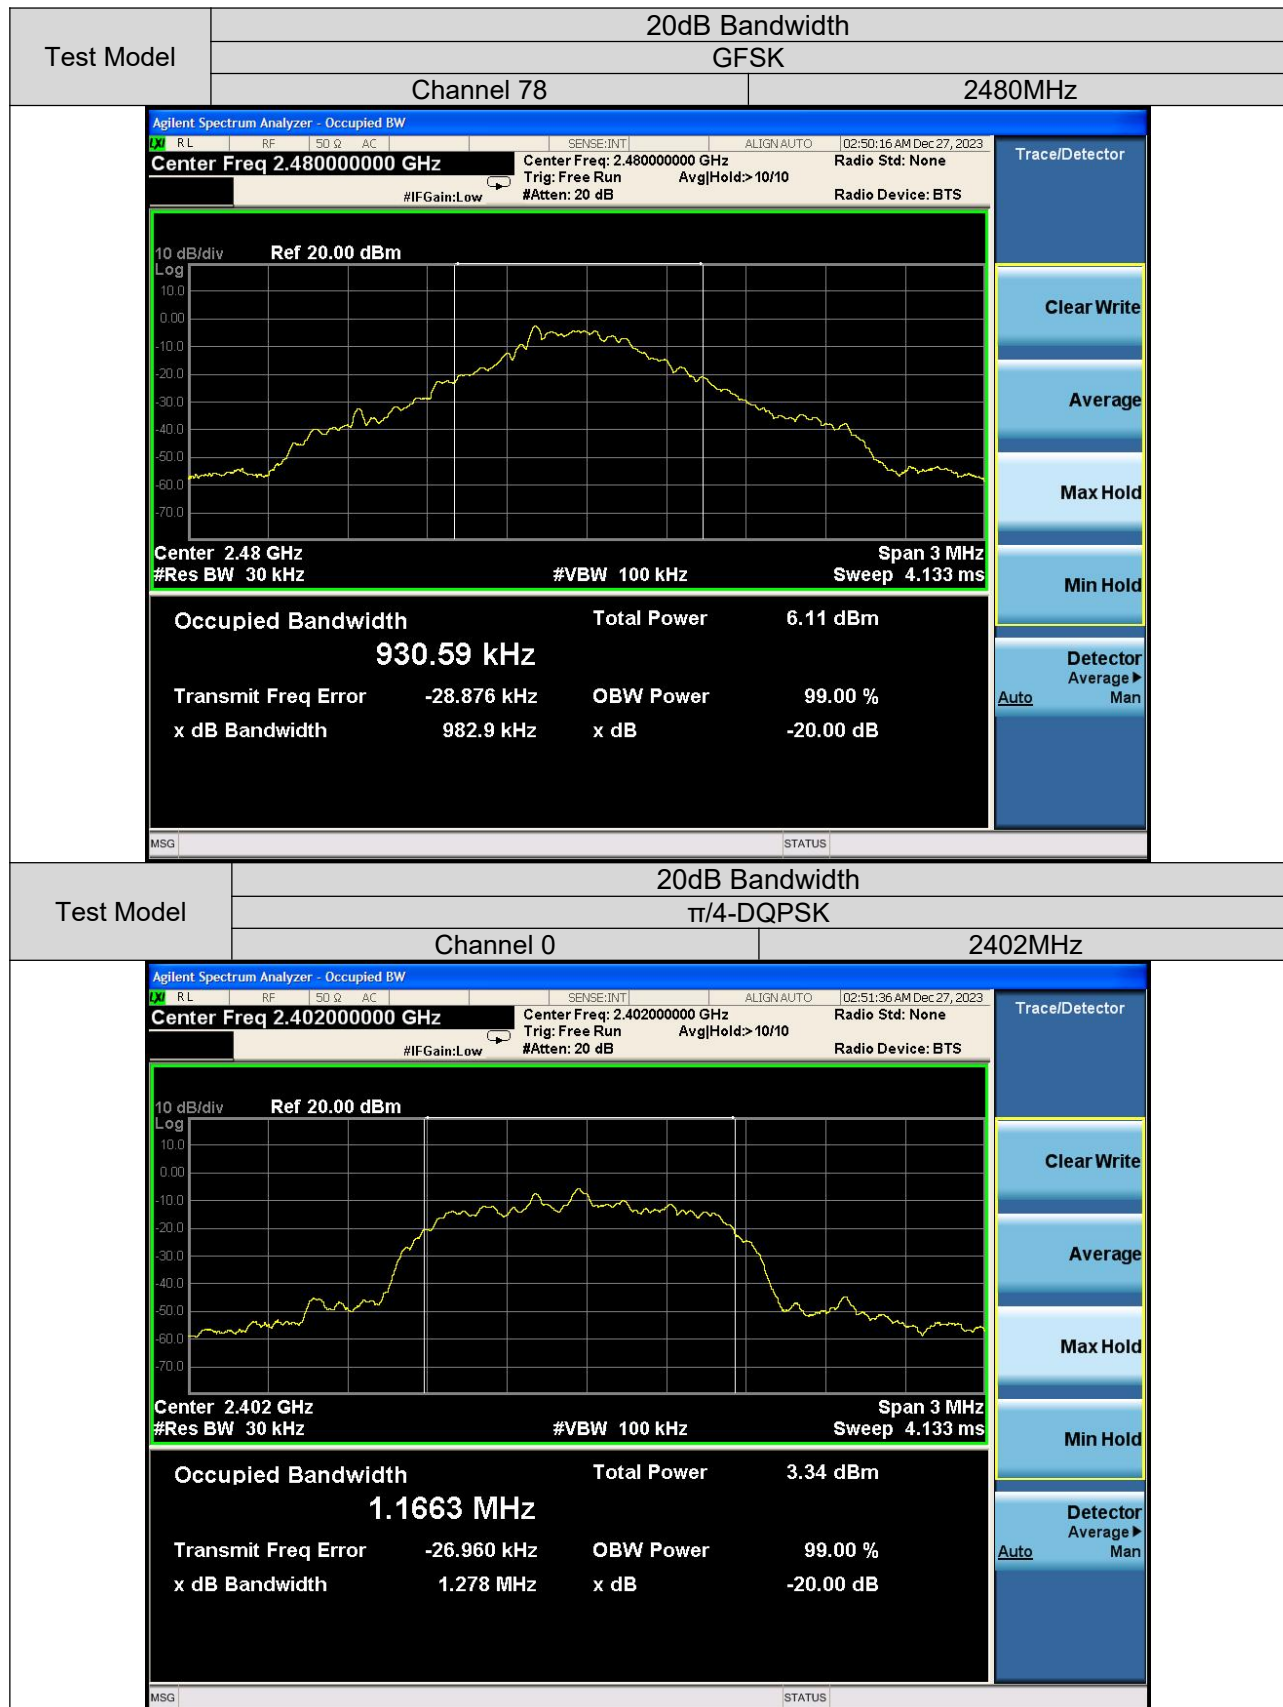 Test Model
20dB Bandwidth
GFSK
Channel 78 2480MHz
Agilent Spectrum Analyzer - Occupied BW
LXI RL RF 50 Ω AC SENSE:INT ALIGN AUTO 02:50:16 AM Dec 27, 2023
Center Freq 2.480000000 GHz Center Freq: 2.480000000 GHz Radio Std: None
Trig: Free Run Avg|Hold:>10/10
#IFGain:Low #Atten: 20 dB Radio Device: BTS
Trace/Detector
10 dB/div Ref 20.00 dBm
Log
10.0
0.00
-10.0
-20.0
-30.0
-40.0
-50.0
-60.0
-70.0
Clear Write
Average
Max Hold
Min Hold
Center 2.48 GHz Span 3 MHz
#Res BW 30 kHz #VBW 100 kHz Sweep 4.133 ms
Occupied Bandwidth Total Power 6.11 dBm
930.59 kHz
Transmit Freq Error -28.876 kHz OBW Power 99.00 %
x dB Bandwidth 982.9 kHz x dB -20.00 dB
Detector
Average▶
Auto Man
MSG STATUS
Test Model
20dB Bandwidth
π/4-DQPSK
Channel 0 2402MHz
Agilent Spectrum Analyzer - Occupied BW
LXI RL RF 50 Ω AC SENSE:INT ALIGN AUTO 02:51:36 AM Dec 27, 2023
Center Freq 2.402000000 GHz Center Freq: 2.402000000 GHz Radio Std: None
Trig: Free Run Avg|Hold:>10/10
#IFGain:Low #Atten: 20 dB Radio Device: BTS
Trace/Detector
10 dB/div Ref 20.00 dBm
Log
10.0
0.00
-10.0
-20.0
-30.0
-40.0
-50.0
-60.0
-70.0
Clear Write
Average
Max Hold
Min Hold
Center 2.402 GHz Span 3 MHz
#Res BW 30 kHz #VBW 100 kHz Sweep 4.133 ms
Occupied Bandwidth Total Power 3.34 dBm
1.1663 MHz
Transmit Freq Error -26.960 kHz OBW Power 99.00 %
x dB Bandwidth 1.278 MHz x dB -20.00 dB
Detector
Average▶
Auto Man
MSG STATUS